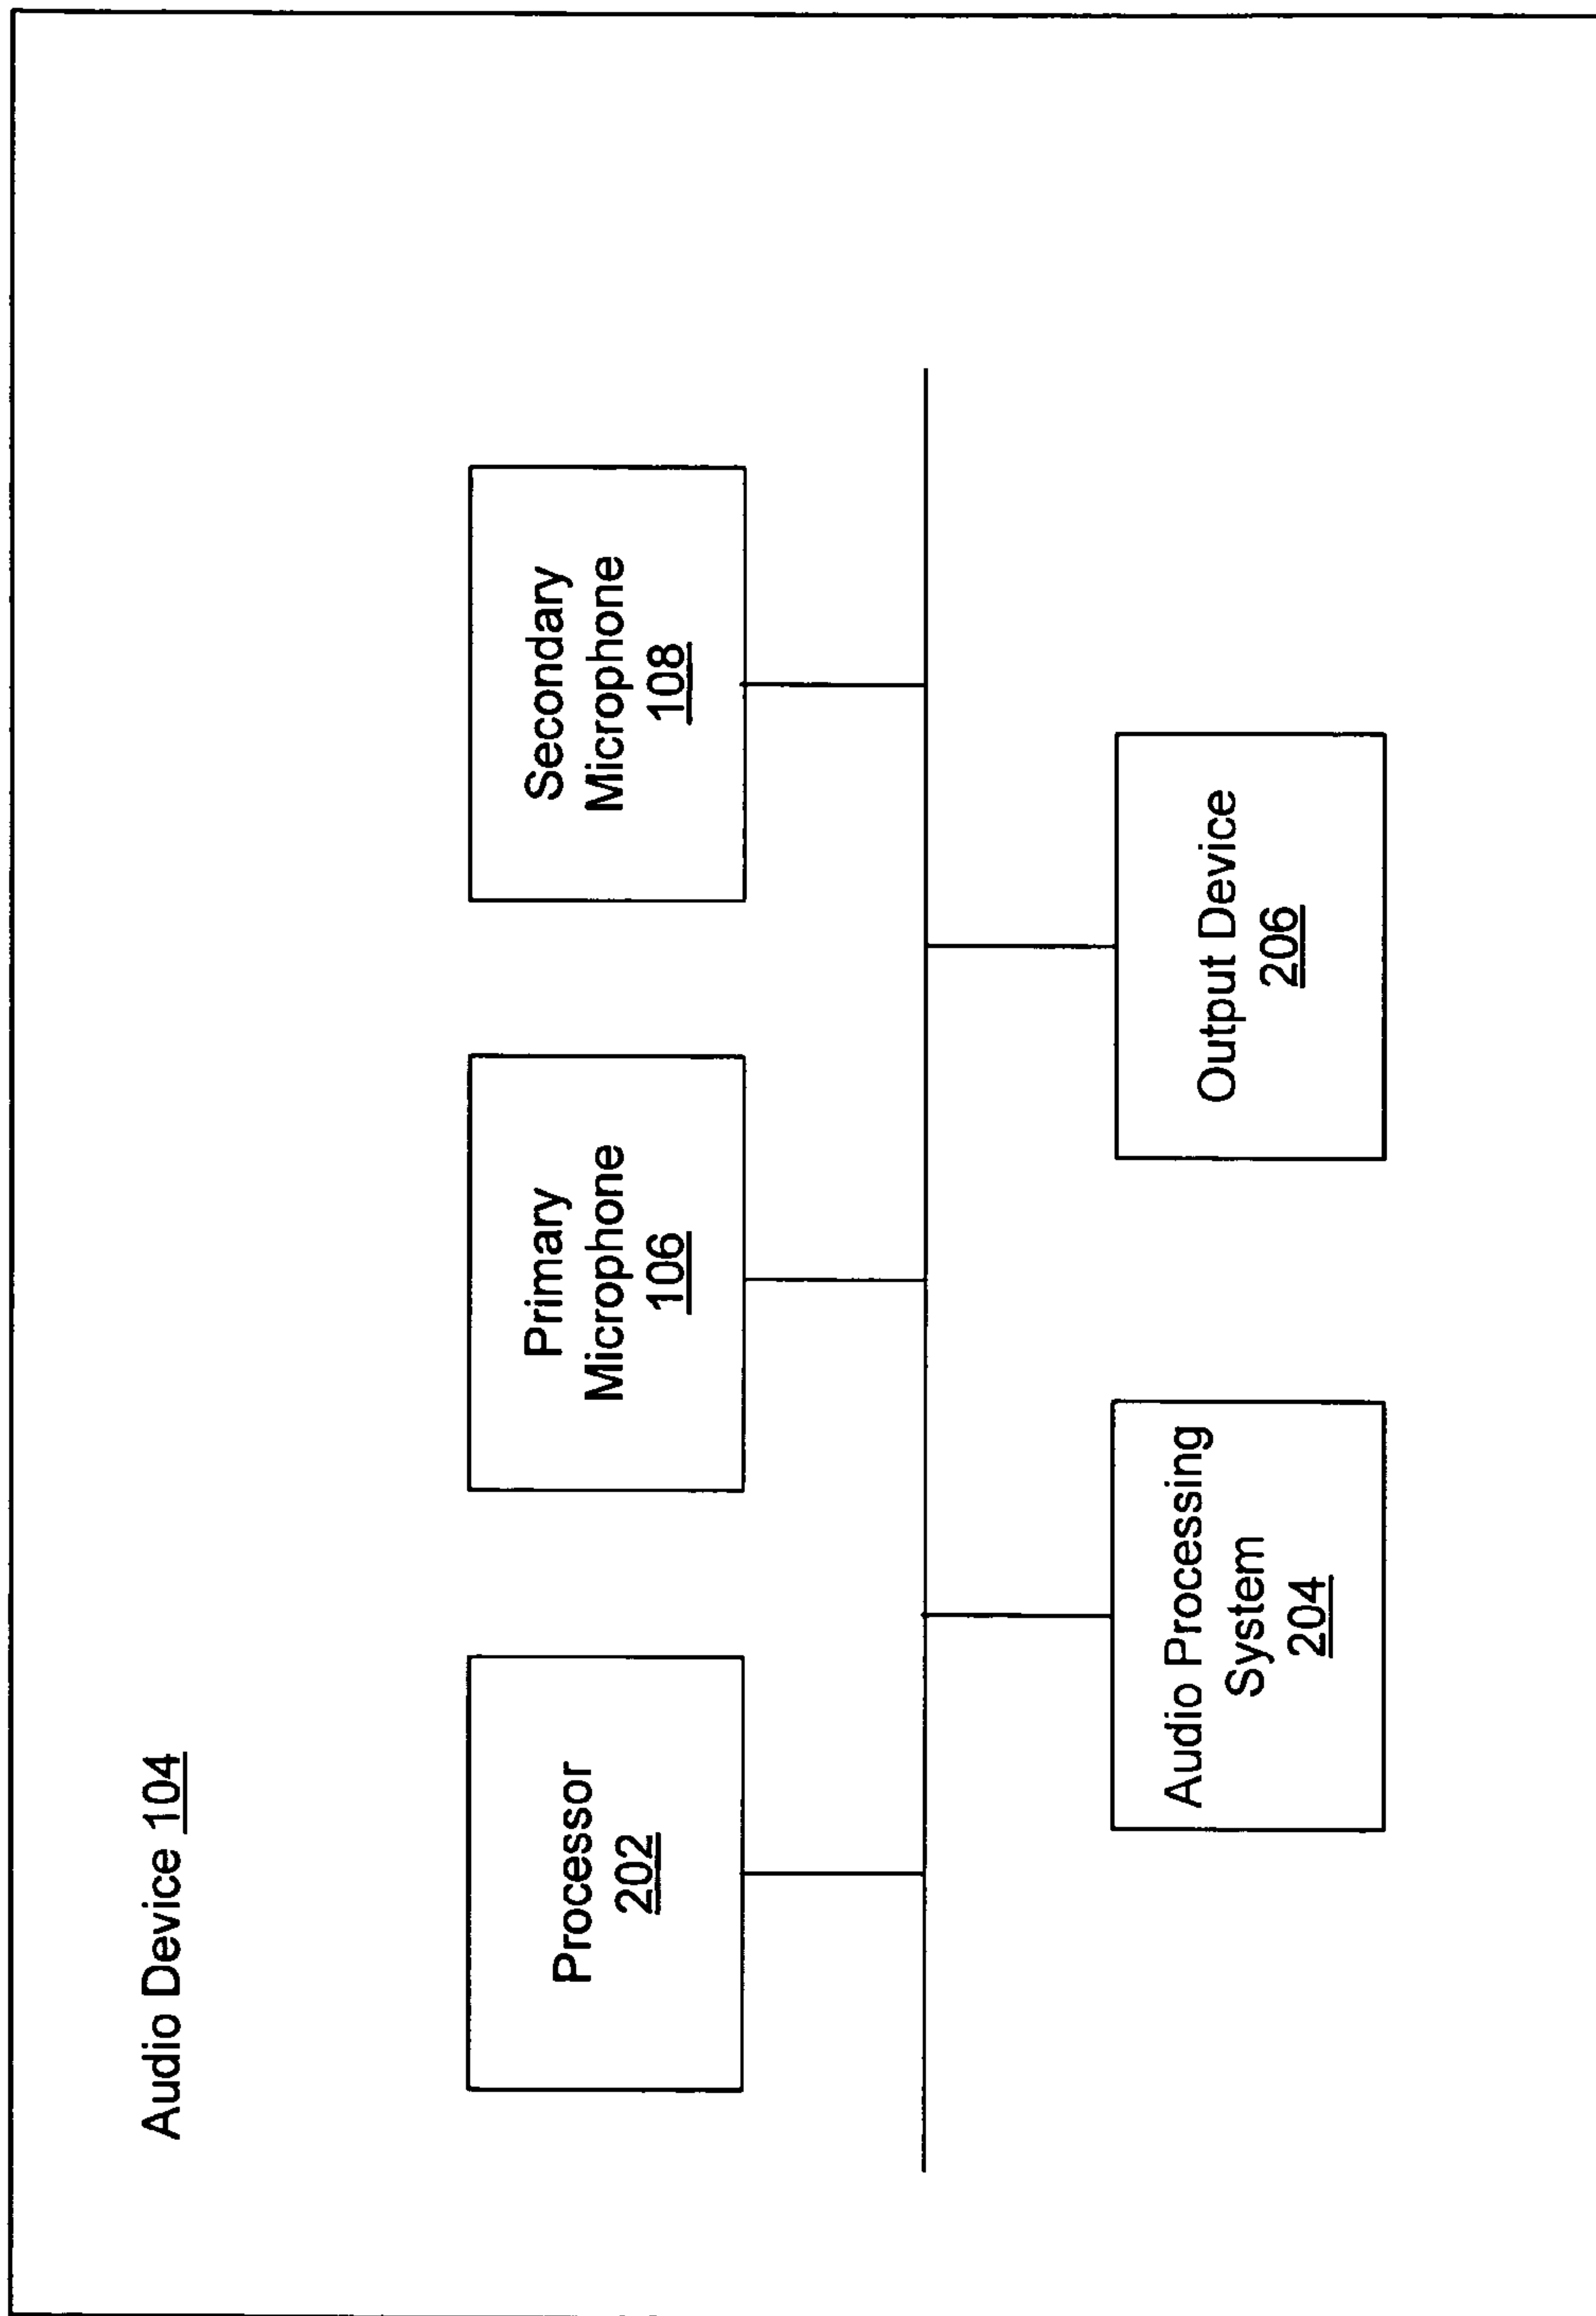 Audio Device 104
Processor
202
Primary
Microphone
106
Secondary
Microphone
108
Audio Processing
System
204
Output Device
206